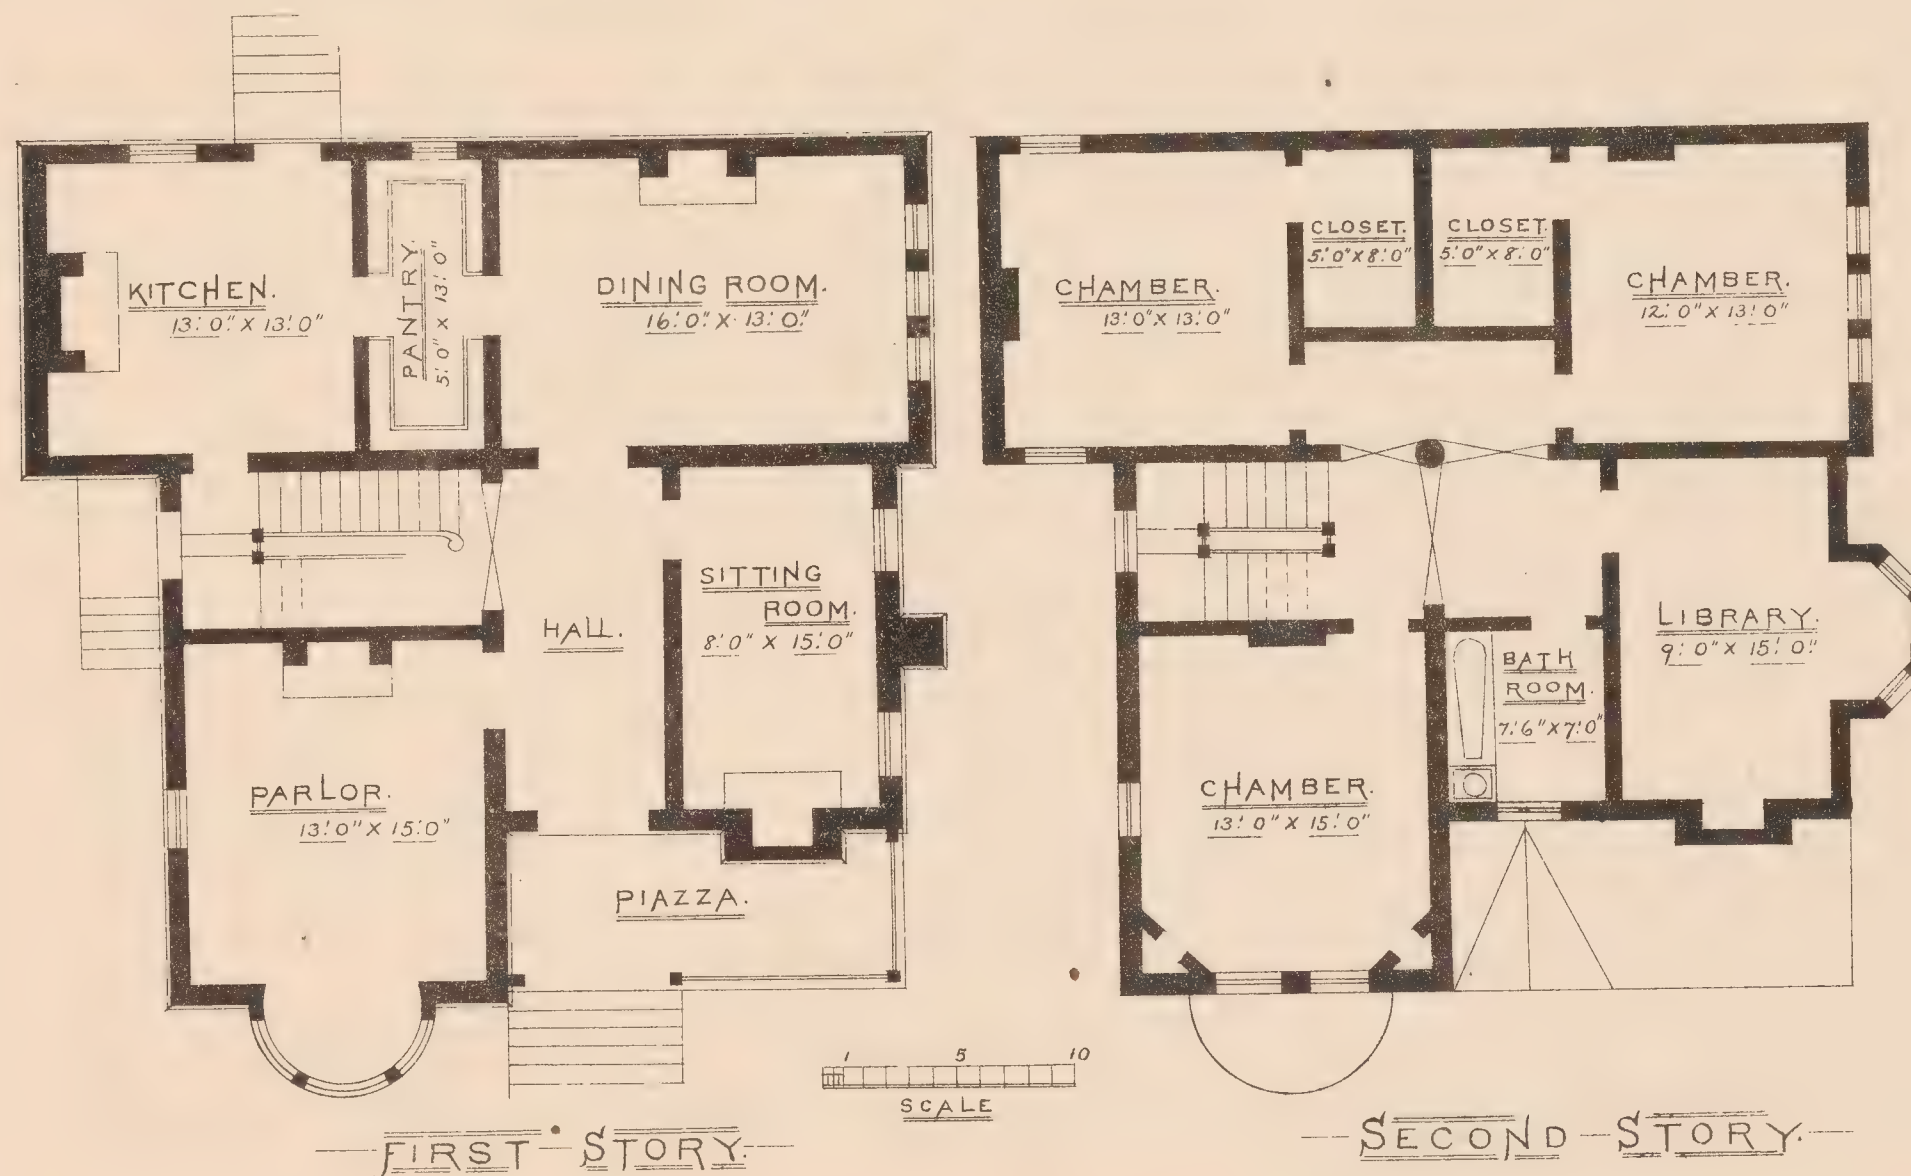 KITCHEN.
13'.0" X 13'.0"
PANTRY.
5'.0" X 13'.0"
DINING ROOM.
16'.0" X 13'.0"
SITTING
ROOM.
8'.0" X 15'.0"
HALL.
PARLOR.
13'.0" X 15'.0"
PIAZZA.
FIRST STORY.
1 5 10
SCALE
CHAMBER.
13'.0" X 13'.0"
CLOSET.
5'.0" X 8'.0"
CLOSET.
5'.0" X 8'.0"
CHAMBER.
12'.0" X 13'.0"
LIBRARY.
9'.0" X 15'.0"
BATH
ROOM.
7'.6" X 7'.0"
CHAMBER.
13'.0" X 15'.0"
SECOND STORY.